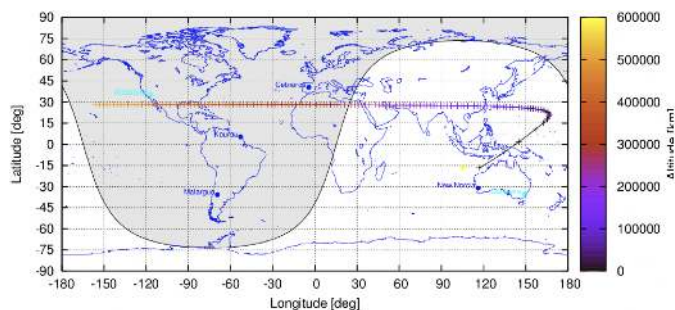 90
75
60
45
30
15
0
-15
-30
-45
-60
-75
-90
Latitude [deg]
-180 -150 -120 -90 -60 -30 0 30 60 90 120 150 180
Longitude [deg]
Cebreros
Kourou
Malargue
New Norcia
600000
500000
400000
300000
200000
100000
0
Altitude [km]